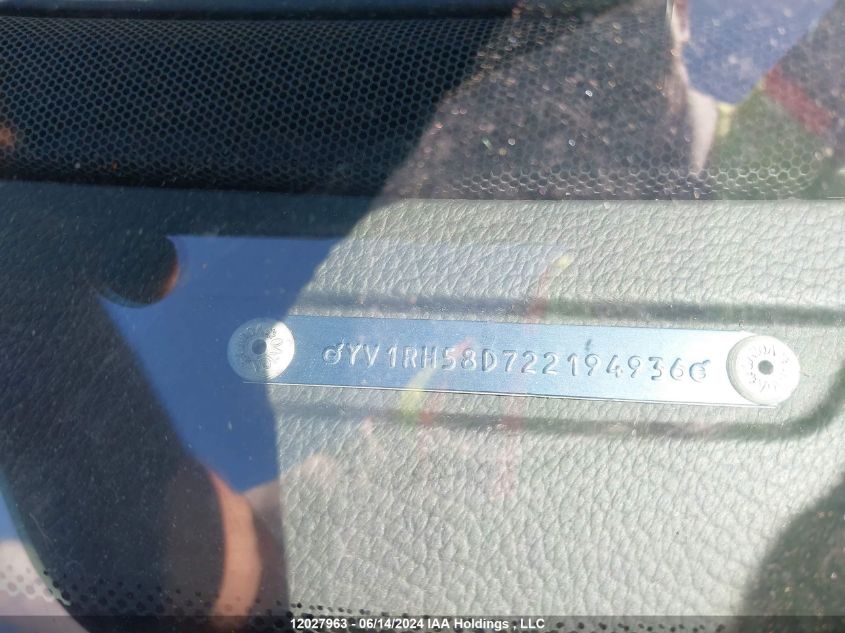 YV1RH58D722194936
12027963 - 06/14/2024 IAA Holdings , LLC